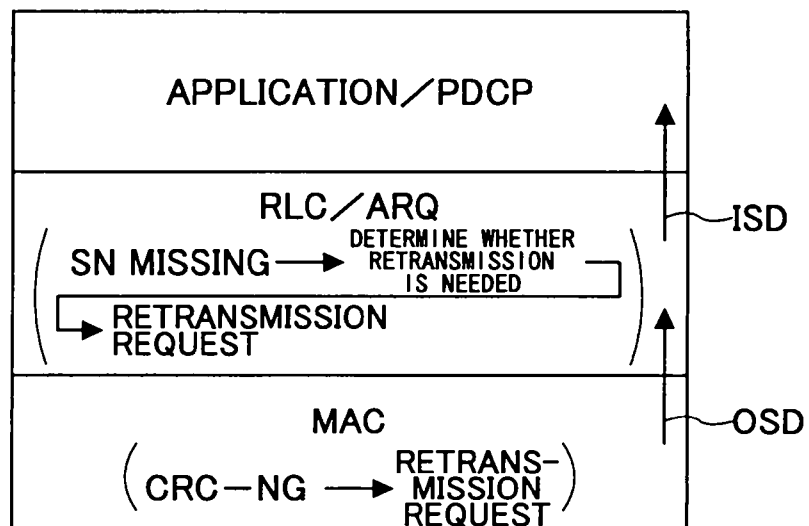 APPLICATION／PDCP
RLC／ARQ
ISD
SN MISSING
DETERMINE WHETHER
RETRANSMISSION
IS NEEDED
RETRANSMISSION
REQUEST
MAC
OSD
CRC－NG
RETRANS-
MISSION
REQUEST